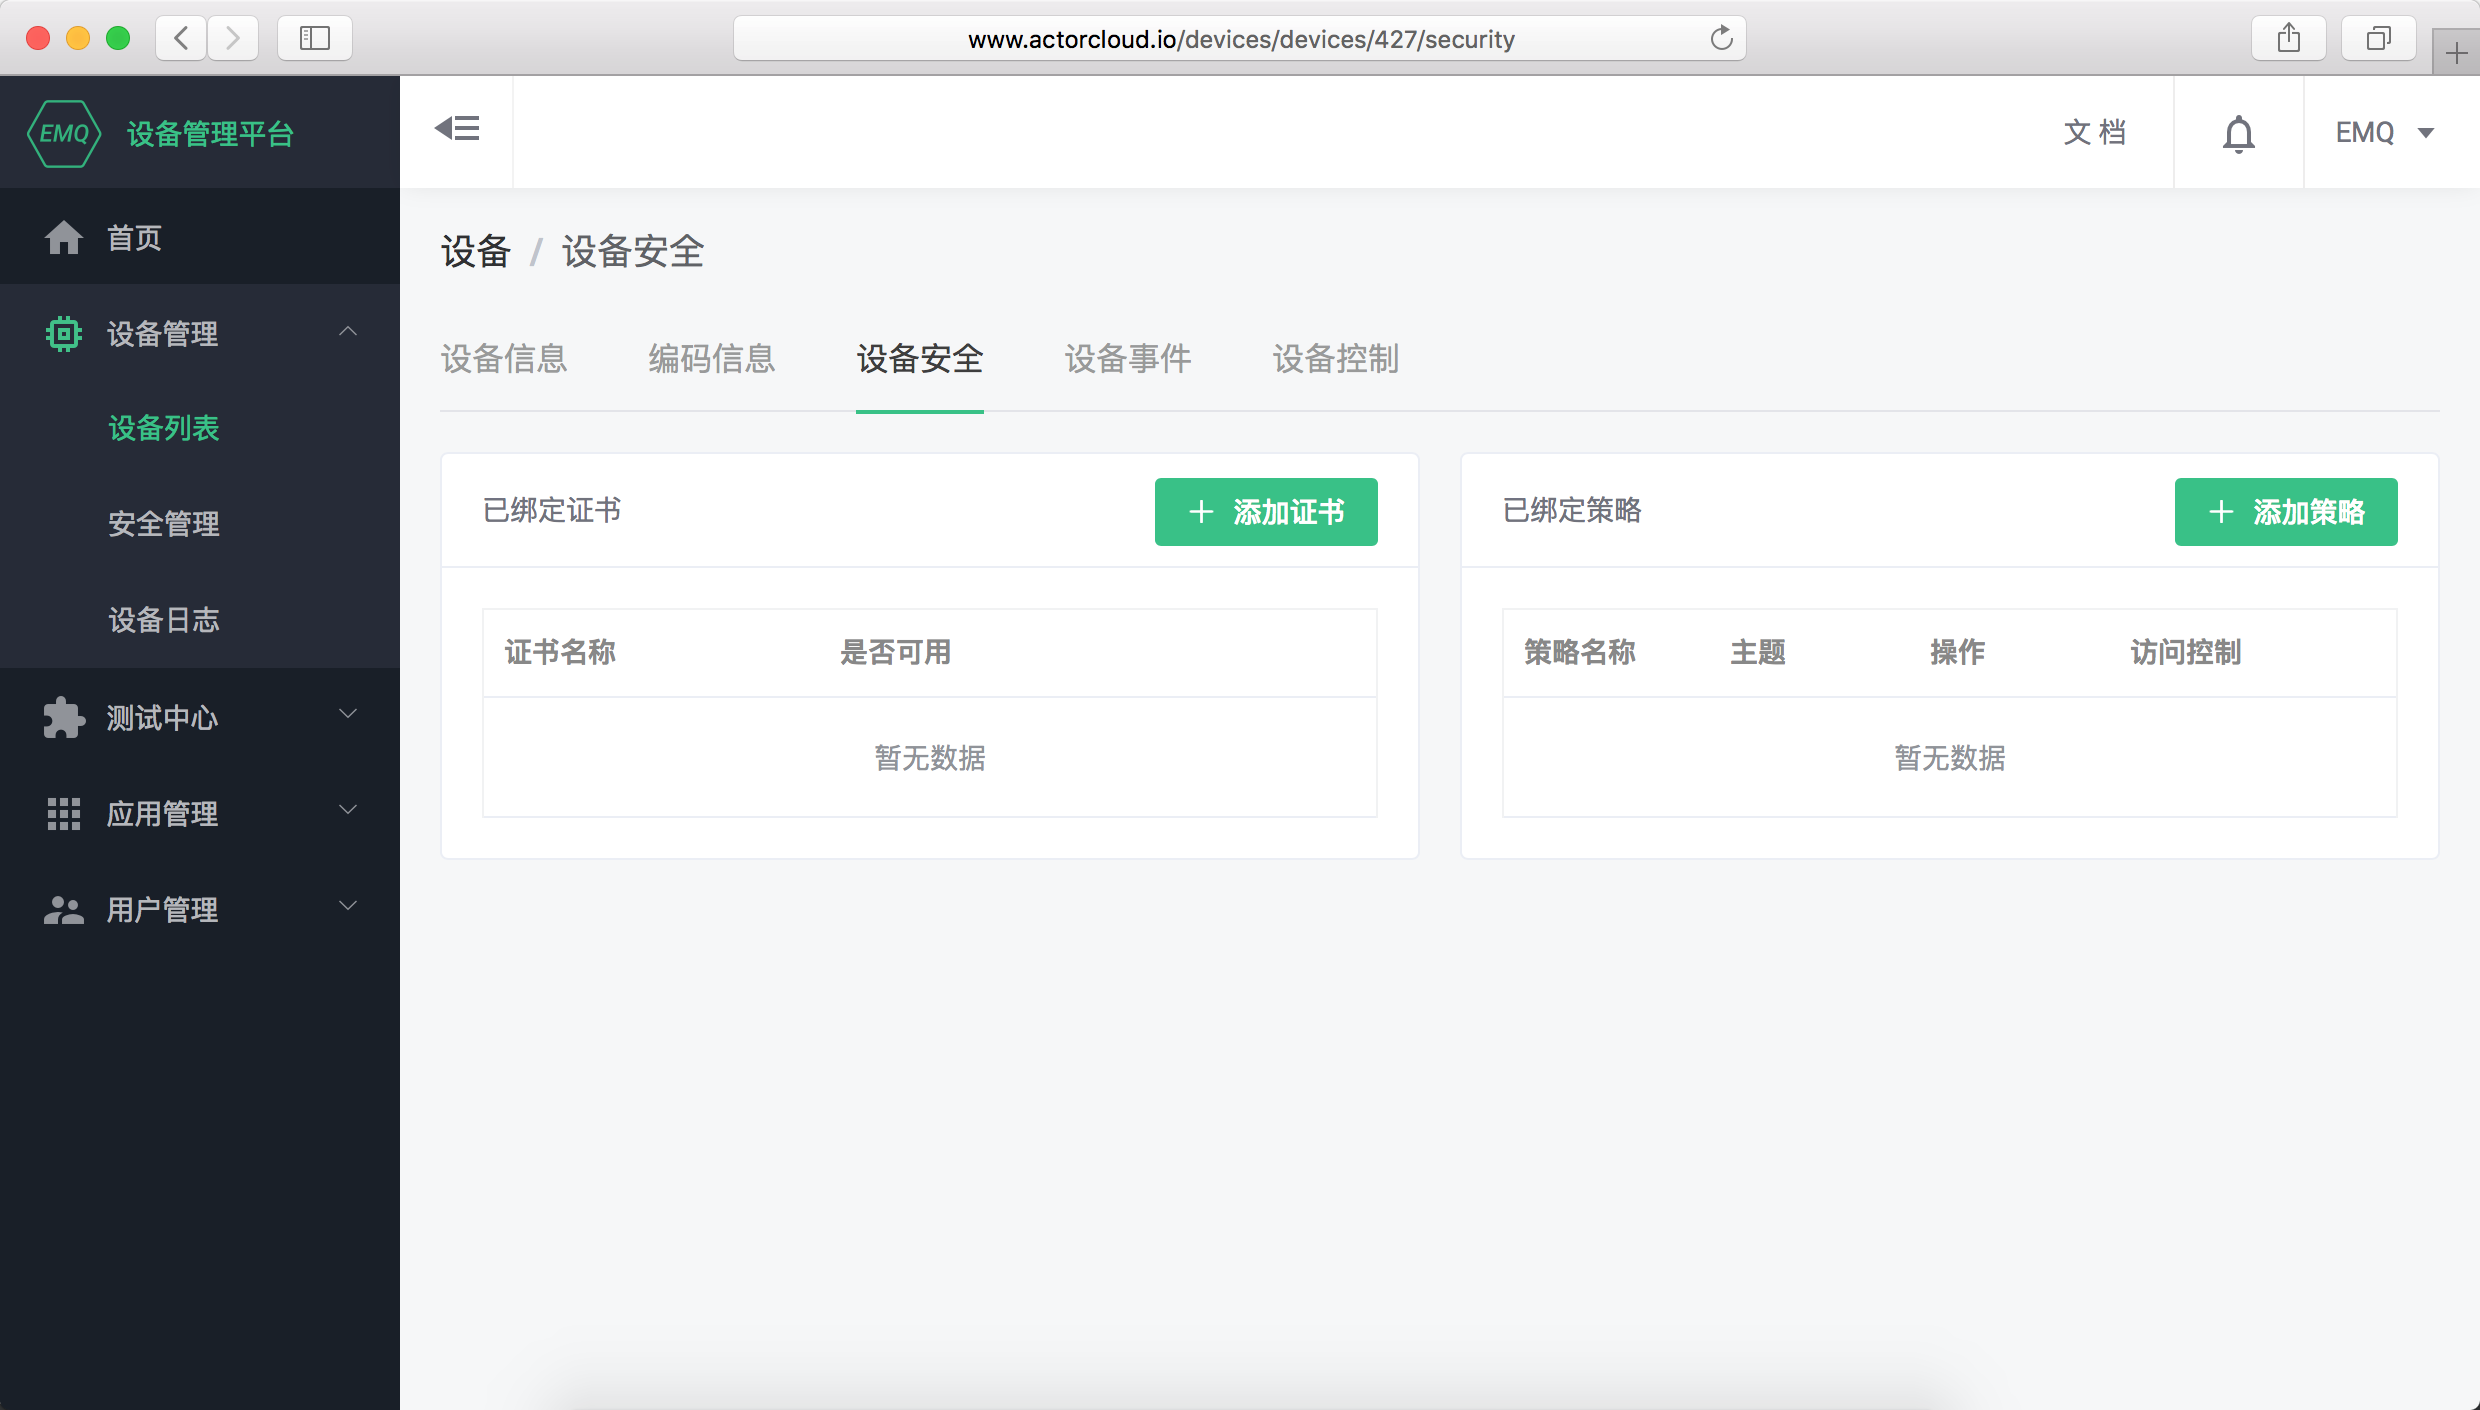 www.actorcloud.io/devices/devices/427/security
EMQ 设备管理平台
文 档
EMQ
首页
设备管理
设备列表
安全管理
设备日志
测试中心
应用管理
用户管理
设备 / 设备安全
设备信息 编码信息 设备安全 设备事件 设备控制
已绑定证书
+ 添加证书
证书名称 是否可用
暂无数据
已绑定策略
+ 添加策略
策略名称 主题 操作 访问控制
暂无数据